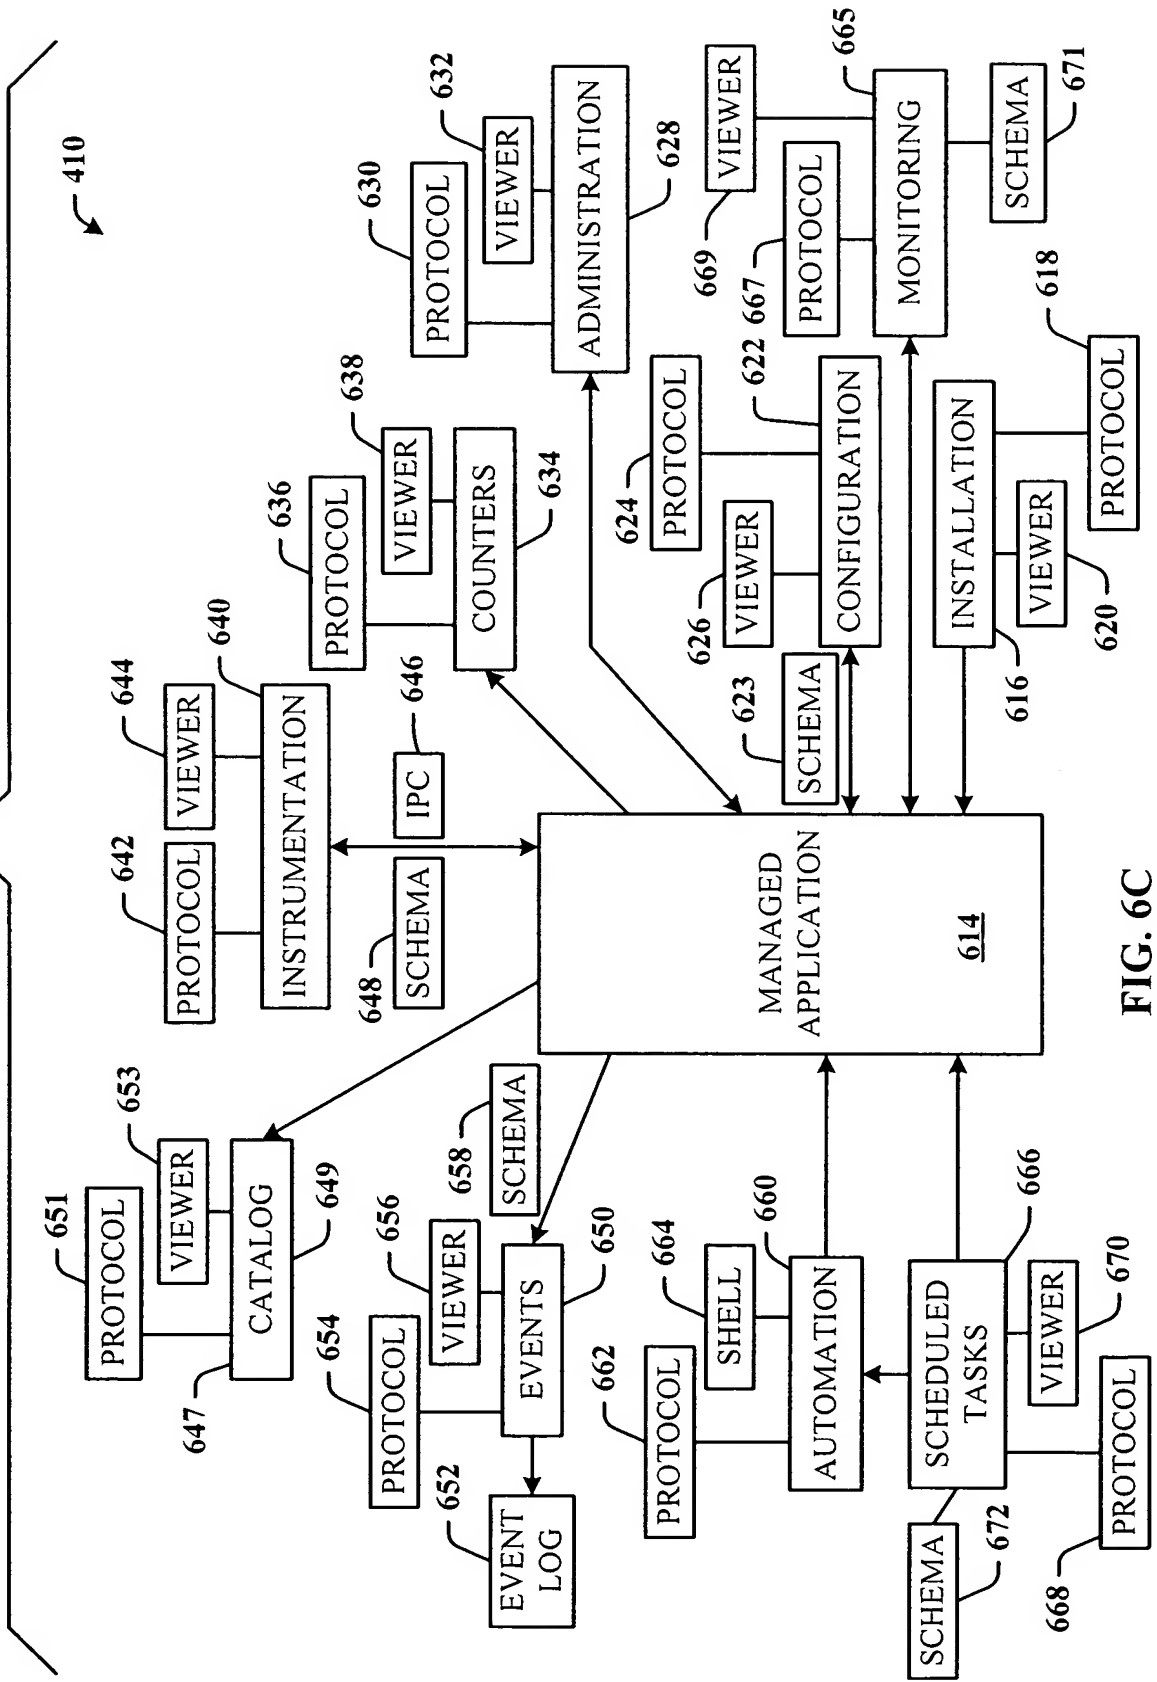 410
PROTOCOL
651
VIEWER
653
CATALOG
647
649
PROTOCOL
642
VIEWER
644
INSTRUMENTATION
640
SCHEMA
648
IPC
646
PROTOCOL
636
VIEWER
638
COUNTERS
634
PROTOCOL
630
VIEWER
632
ADMINISTRATION
628
PROTOCOL
654
VIEWER
656
EVENTS
650
EVENT
LOG
652
SCHEMA
658
PROTOCOL
662
SHELL
664
AUTOMATION
660
SCHEDULED
TASKS
666
VIEWER
670
PROTOCOL
668
SCHEMA
672
MANAGED
APPLICATION
614
SCHEMA
623
VIEWER
626
PROTOCOL
624
CONFIGURATION
622
PROTOCOL
667
VIEWER
669
MONITORING
665
SCHEMA
671
INSTALLATION
616
VIEWER
620
PROTOCOL
618
FIG. 6C